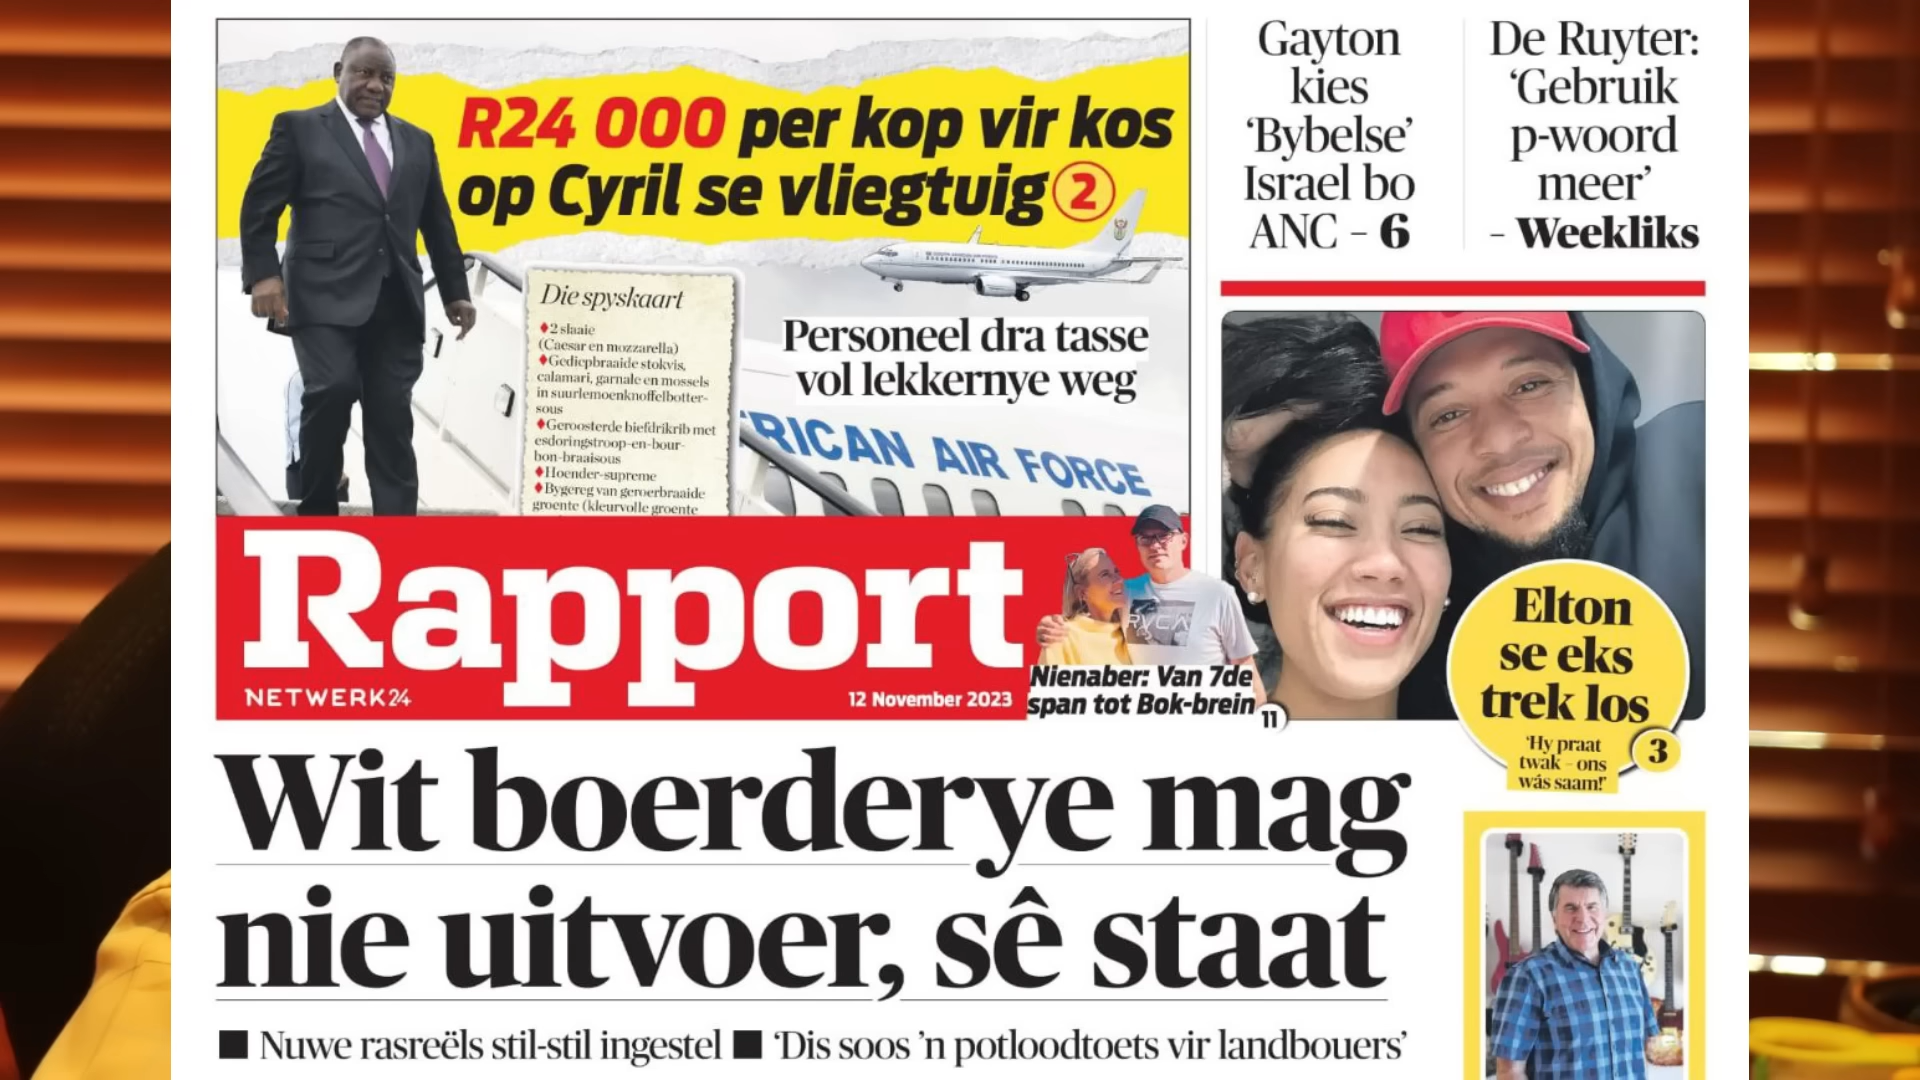 R24 000 per kop vir kos
op Cyril se vliegtuig 2
Die spyskaart
♦2 slaaie
(Caesar en mozzarella)
♦Gediepbraaide stokvis,
calamari, garnale en mossels
in suurlemoenknoffelbotter-
sous
♦Geroosterde biefdrikrib met
esdoringstroop-en-bour-
bon-braaisous
♦Hoender-supreme
♦Bygereg van geroerbraaide
groente (kleurvolle groente
Personeel dra tasse
vol lekkernye weg
RICAN AIR FORCE
Gayton
kies
‘Bybelse’
Israel bo
ANC – 6
De Ruyter:
‘Gebruik
p-woord
meer’
– Weekliks
Rapport
NETWERK24
12 November 2023
RVCA
Nienaber: Van 7de
span tot Bok-brein
11
Elton
se eks
trek los
‘Hy praat
twak – ons
wás saam!’
3
Wit boerderye mag
nie uitvoer, sê staat
■ Nuwe rasreëls stil-stil ingestel ■ ‘Dis soos ’n potloodtoets vir landbouers’